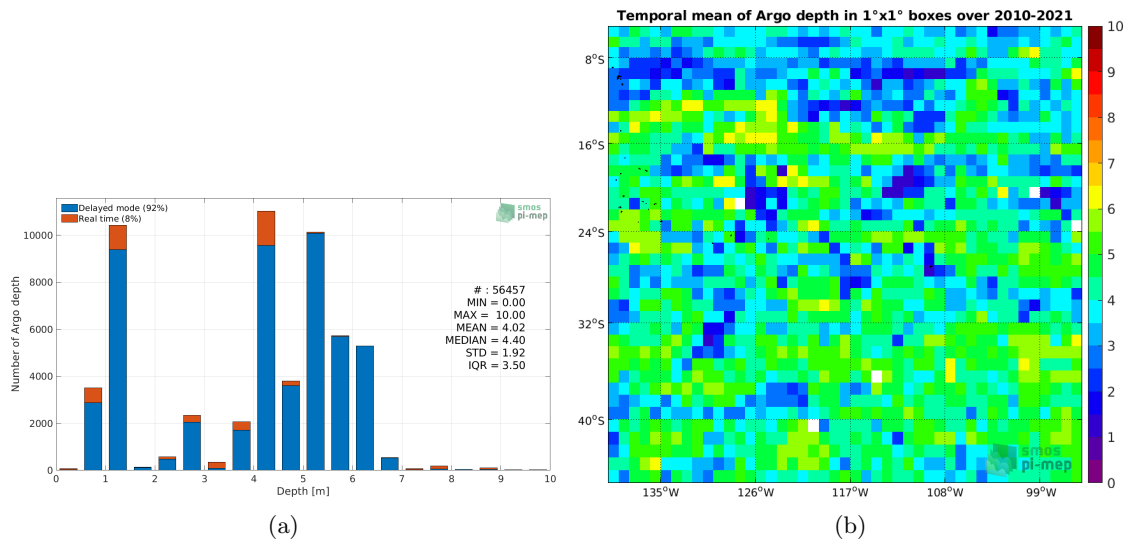 Delayed mode (92%)
Real time (8%)
smos
pi-mep
10000
8000
6000
4000
2000
0
Number of Argo depth
# : 56457
MIN = 0.00
MAX = 10.00
MEAN = 4.02
MEDIAN = 4.40
STD = 1.92
IQR = 3.50
0 1 2 3 4 5 6 7 8 9 10
Depth [m]
(a)
Temporal mean of Argo depth in 1°x1° boxes over 2010-2021
8°S
16°S
24°S
32°S
40°S
135°W 126°W 117°W 108°W 99°W
smos
pi-mep
10
9
8
7
6
5
4
3
2
1
0
(b)